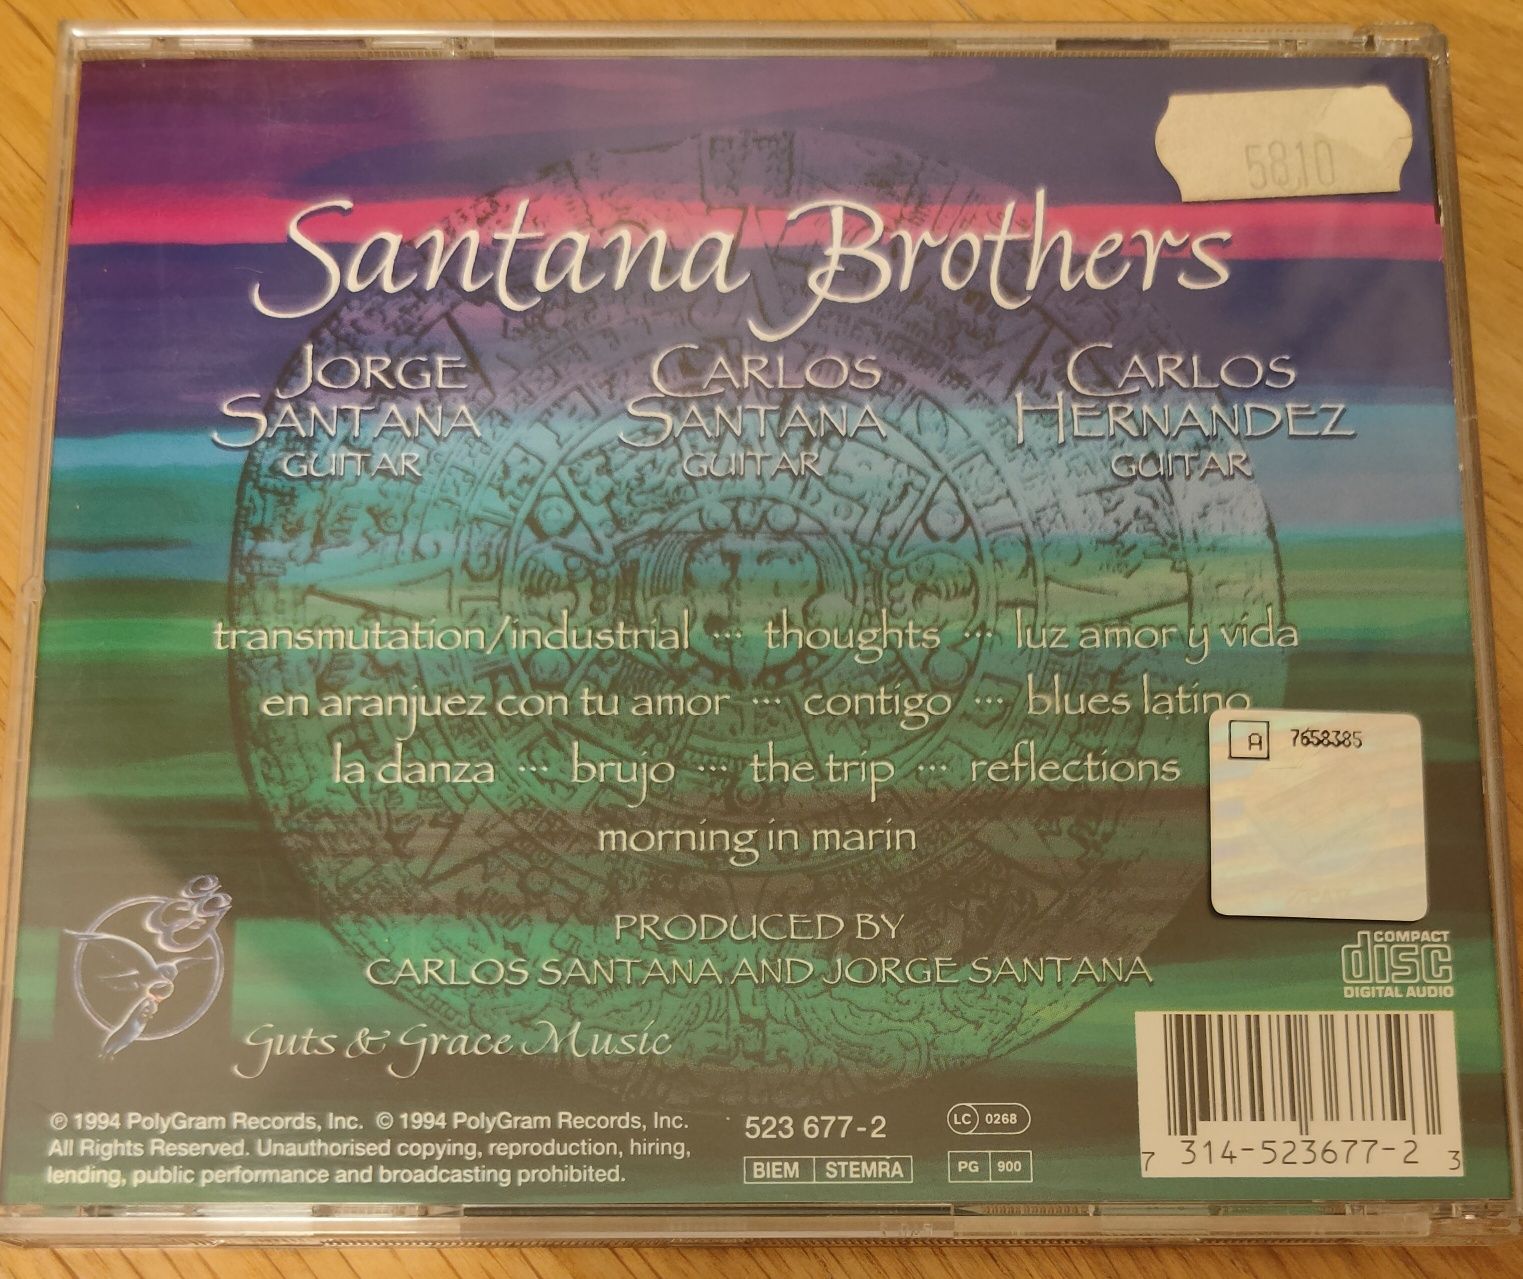 58.10
Santana Brothers
JORGE SANTANA GUITAR
CARLOS SANTANA GUITAR
CARLOS HERNANDEZ GUITAR
transmutation/industrial ... thoughts ... luz amor y vida
en aranjuez con tu amor ... contigo ... blues latino
la danza ... brujo ... the trip ... reflections
morning in marin
A 7658385
PRODUCED BY
CARLOS SANTANA AND JORGE SANTANA
COMPACT
disc
DIGITAL AUDIO
Guts & Grace Music
℗ 1994 PolyGram Records, Inc. © 1994 PolyGram Records, Inc.
All Rights Reserved. Unauthorised copying, reproduction, hiring,
lending, public performance and broadcasting prohibited.
523 677-2
BIEM STEMRA
LC 0268
PG 900
7 314-523677-2 3